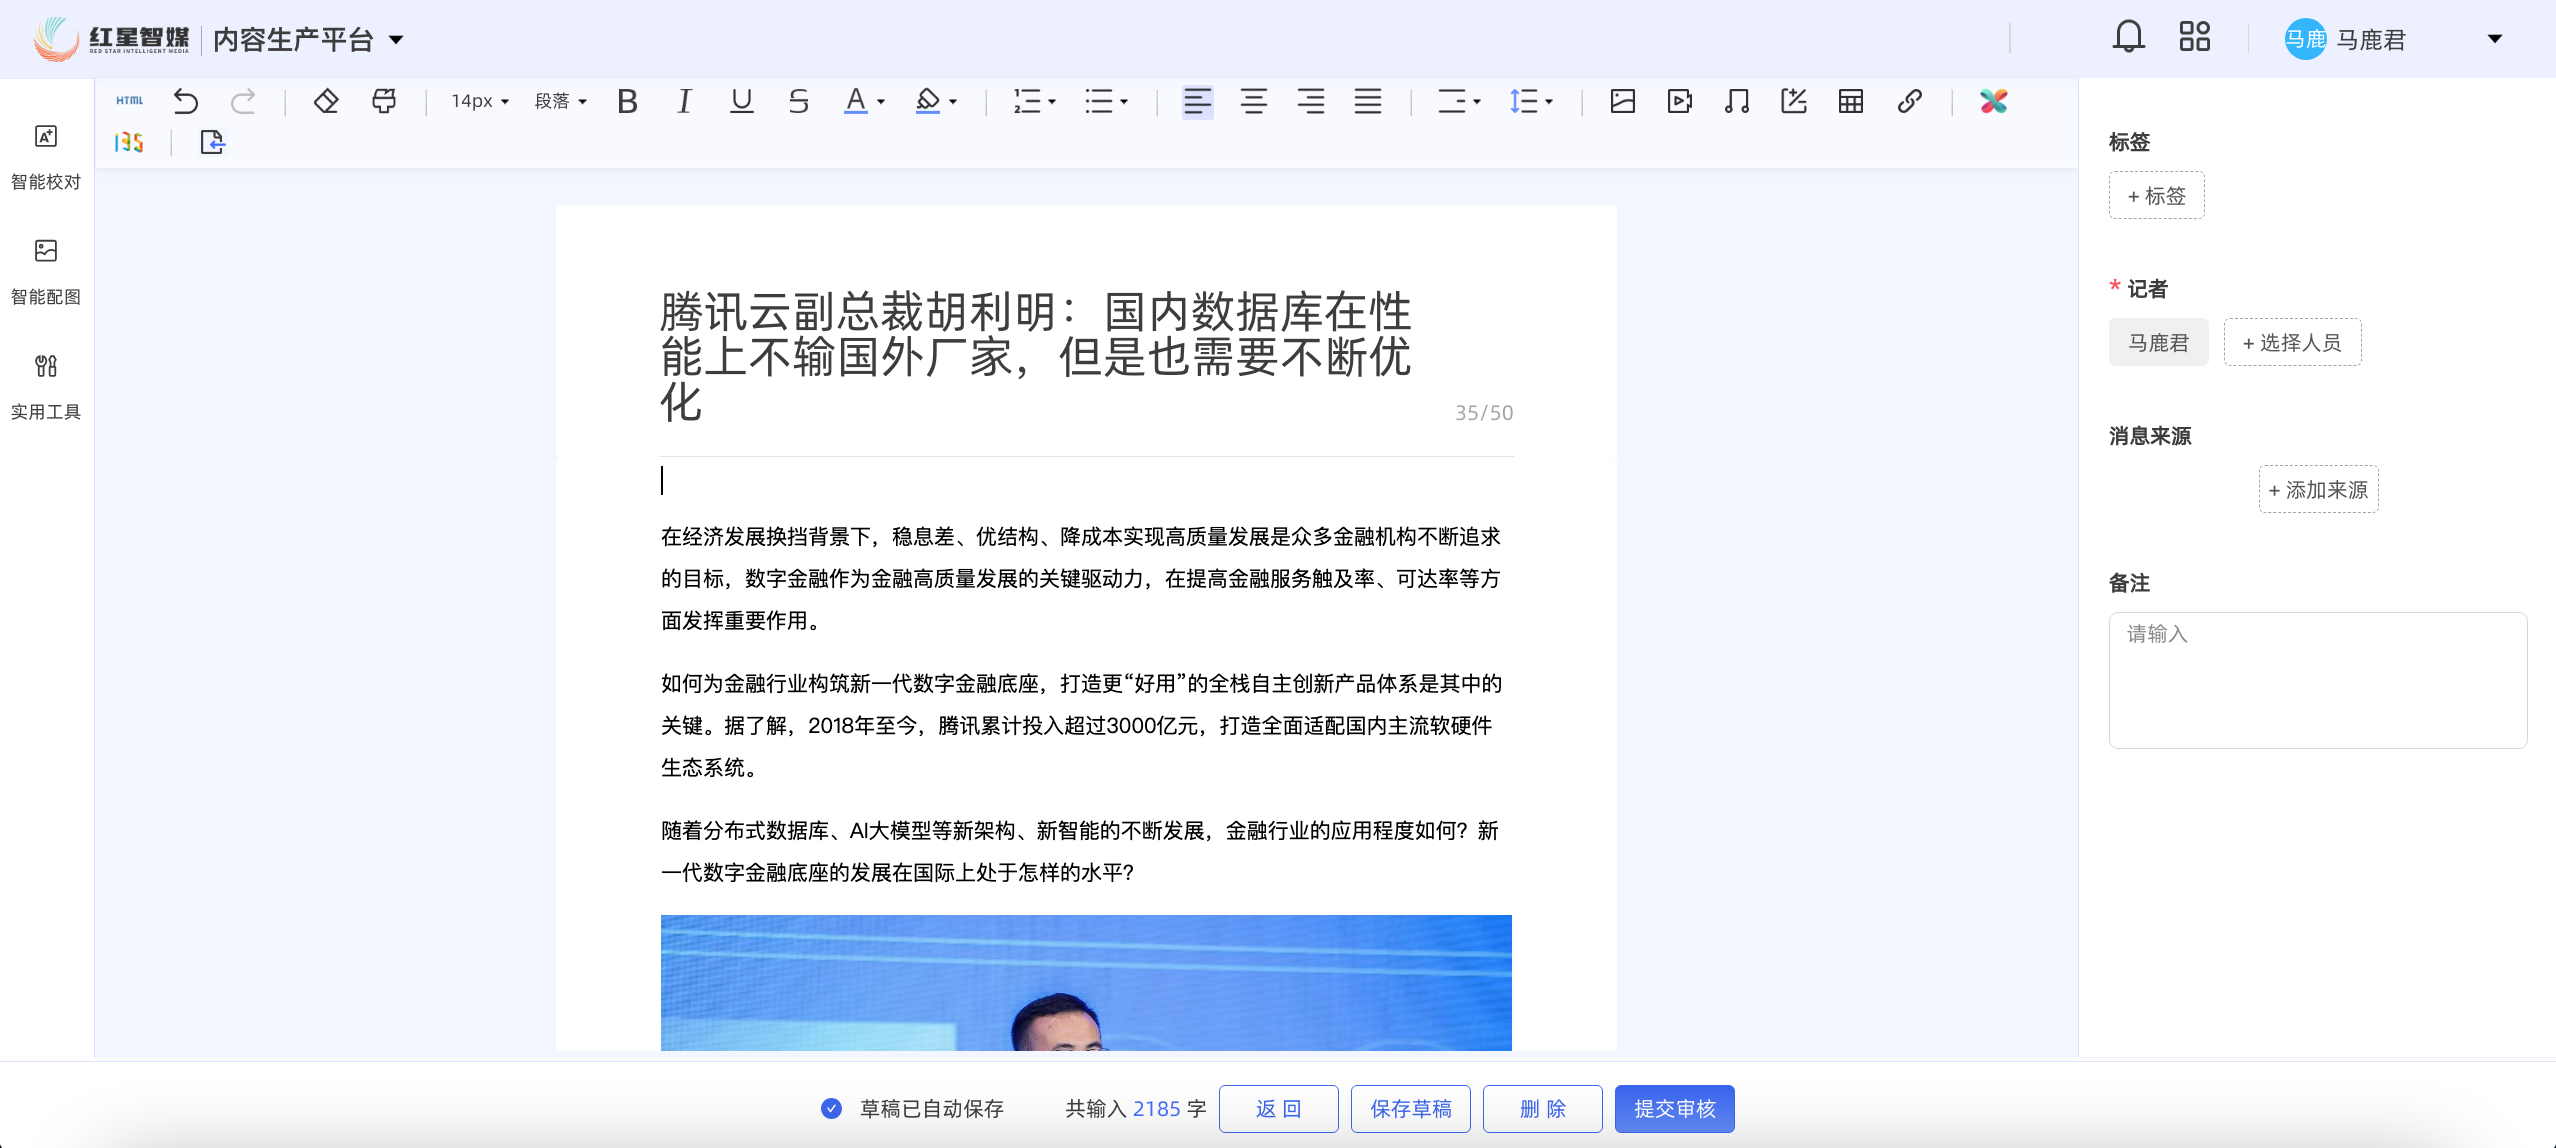 红星智媒
RED STAR INTELLIGENT MEDIA
内容生产平台
马鹿
马鹿君
HTML
14px
段落
B
I
U
S
A
135
智能校对
智能配图
实用工具
腾讯云副总裁胡利明：国内数据库在性
能上不输国外厂家，但是也需要不断优
化
35/50
在经济发展换挡背景下，稳息差、优结构、降成本实现高质量发展是众多金融机构不断追求
的目标，数字金融作为金融高质量发展的关键驱动力，在提高金融服务触及率、可达率等方
面发挥重要作用。
如何为金融行业构筑新一代数字金融底座，打造更“好用”的全栈自主创新产品体系是其中的
关键。据了解，2018年至今，腾讯累计投入超过3000亿元，打造全面适配国内主流软硬件
生态系统。
随着分布式数据库、AI大模型等新架构、新智能的不断发展，金融行业的应用程度如何？新
一代数字金融底座的发展在国际上处于怎样的水平？
标签
+ 标签
* 记者
马鹿君
+ 选择人员
消息来源
+ 添加来源
备注
请输入
草稿已自动保存
共输入 2185 字
返 回
保存草稿
删 除
提交审核